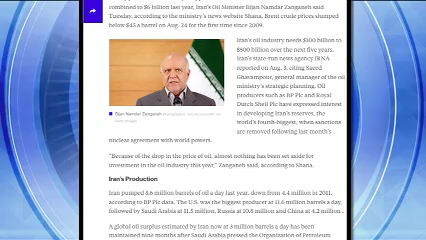 combined to $6 billion last year, Iran's Oil Minister Bijan Namdar Zanganeh said
Tuesday, according to the ministry's news website Shana. Brent crude prices slumped
below $45 a barrel on Aug. 24 for the first time since 2009.
Iran's oil industry needs $100 billion to
$500 billion over the next five years,
Iran's state-run news agency IRNA
reported on Aug. 3, citing Saeed
Ghavampour, general manager of the oil
ministry's strategic planning. Oil
producers such as BP Plc and Royal
Dutch Shell Plc have expressed interest
in developing Iran's reserves, the
world's fourth-biggest, when sanctions
are removed following last month's
Bijan Namdar Zanganeh
nuclear agreement with world powers.
"Because of the drop in the price of oil, almost nothing has been set aside for
investment in the oil industry this year," Zanganeh said, according to Shana.
Iran's Production
Iran pumped 3.6 million barrels of oil a day last year, down from 4.4 million in 2011,
according to BP Plc data. The U.S. was the biggest producer at 11.6 million barrels a day,
followed by Saudi Arabia at 11.5 million, Russia at 10.8 million and China at 4.2 million .
A global oil surplus estimated by Iran now at 3 million barrels a day has been
maintained nine months after Saudi Arabia pressed the Organization of Petroleum